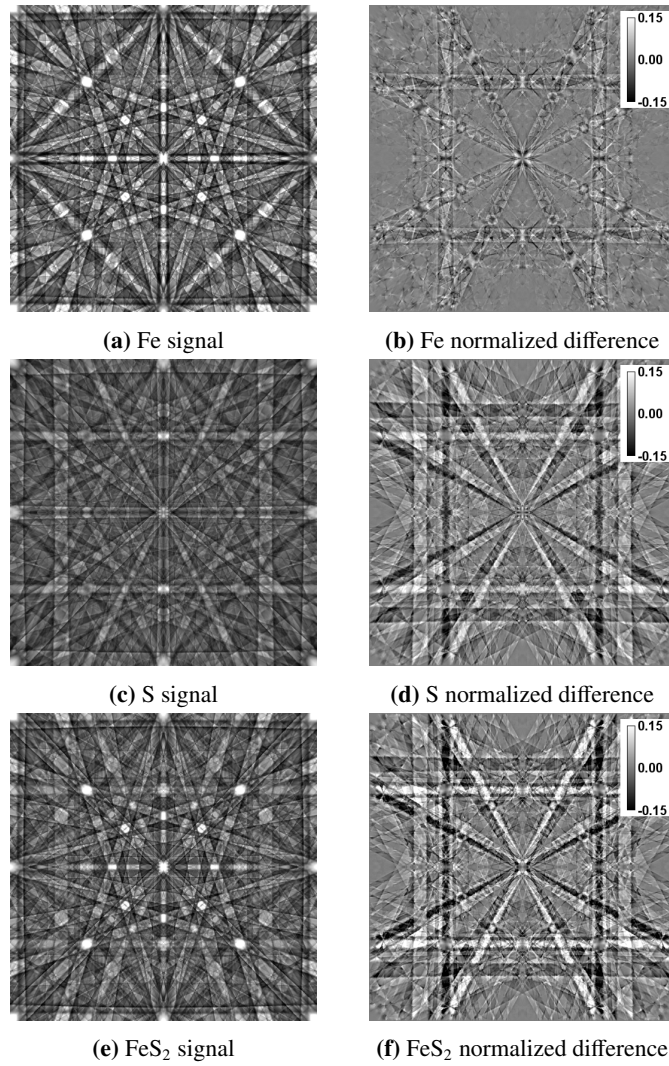 0.15
0.00
-0.15
(a) Fe signal
(b) Fe normalized difference
0.15
0.00
-0.15
(c) S signal
(d) S normalized difference
0.15
0.00
-0.15
(e) FeS₂ signal
(f) FeS₂ normalized difference